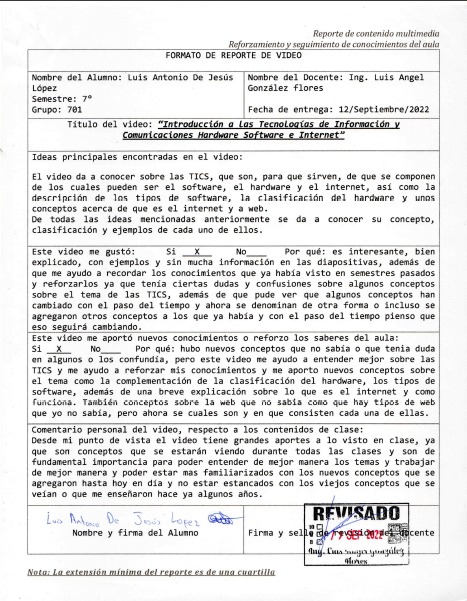 Reporte de contenido multimedia
Reforzamiento y seguimiento de conocimientos del aula
FORMATO DE REPORTE DE VIDEO
Nombre del Alumno: Luis Antonio De Jesús
López
Semestre: 7°
Grupo: 701
Nombre del Docente: Ing. Luis Angel
González flores
Fecha de entrega: 12/Septiembre/2022
Título del video: "Introducción a las Tecnologías de Información y
Comunicaciones Hardware Software e Internet"
Ideas principales encontradas en el video:
El video da a conocer sobre las TICS, que son, para que sirven, de que se componen
de los cuales pueden ser el software, el hardware y el internet, así como la
descripción de los tipos de software, la clasificación del hardware y unos
conceptos acerca de que es el internet y a web.
De todas las ideas mencionadas anteriormente se da a conocer su concepto,
clasificación y ejemplos de cada uno de ellos.
Este video me gustó: Si __X__ No____ Por qué: es interesante, bien
explicado, con ejemplos y sin mucha información en las diapositivas, además de
que me ayudo a recordar los conocimientos que ya había visto en semestres pasados
y reforzarlos ya que tenía ciertas dudas y confusiones sobre algunos conceptos
sobre el tema de las TICS, además de que pude ver que algunos conceptos han
cambiado con el paso del tiempo y ahora se denominan de otra forma o incluso se
agregaron otros conceptos a los que ya había y con el paso del tiempo pienso que
eso seguirá cambiando.
Este video me aportó nuevos conocimientos o reforzo los saberes del aula:
Si __X__ No____ Por qué: hubo nuevos conceptos que no sabía o que tenia duda
en algunos o los confundía, pero este video me ayudo a entender mejor sobre las
TICS y me ayudo a reforzar mis conocimientos y me aporto nuevos conceptos sobre
el tema como la complementación de la clasificación del hardware, los tipos de
software, además de una breve explicación sobre lo que es el internet y como
funciona. También conceptos sobre la web que no sabía como que hay tipos de web
que yo no sabía, pero ahora se cuales son y en que consisten cada una de ellas.
Comentario personal del video, respecto a los contenidos de clase:
Desde mi punto de vista el video tiene grandes aportes a lo visto en clase, ya
que son conceptos que se estarán viendo durante todas las clases y son de
fundamental importancia para poder entender de mejor manera los temas y trabajar
de mejor manera y poder estar mas familiarizados con los nuevos conceptos que se
agregaron hasta hoy en día y no estar estancados con los viejos conceptos que se
veían o que me enseñaron hace ya algunos años.
Luis Antonio De Jesús Lopez
Nombre y firma del Alumno
REVISADO
SEP 2022
Firma y sello de revisión del docente
Ing. Luis Angel González
flores
Nota: La extensión mínima del reporte es de una cuartilla